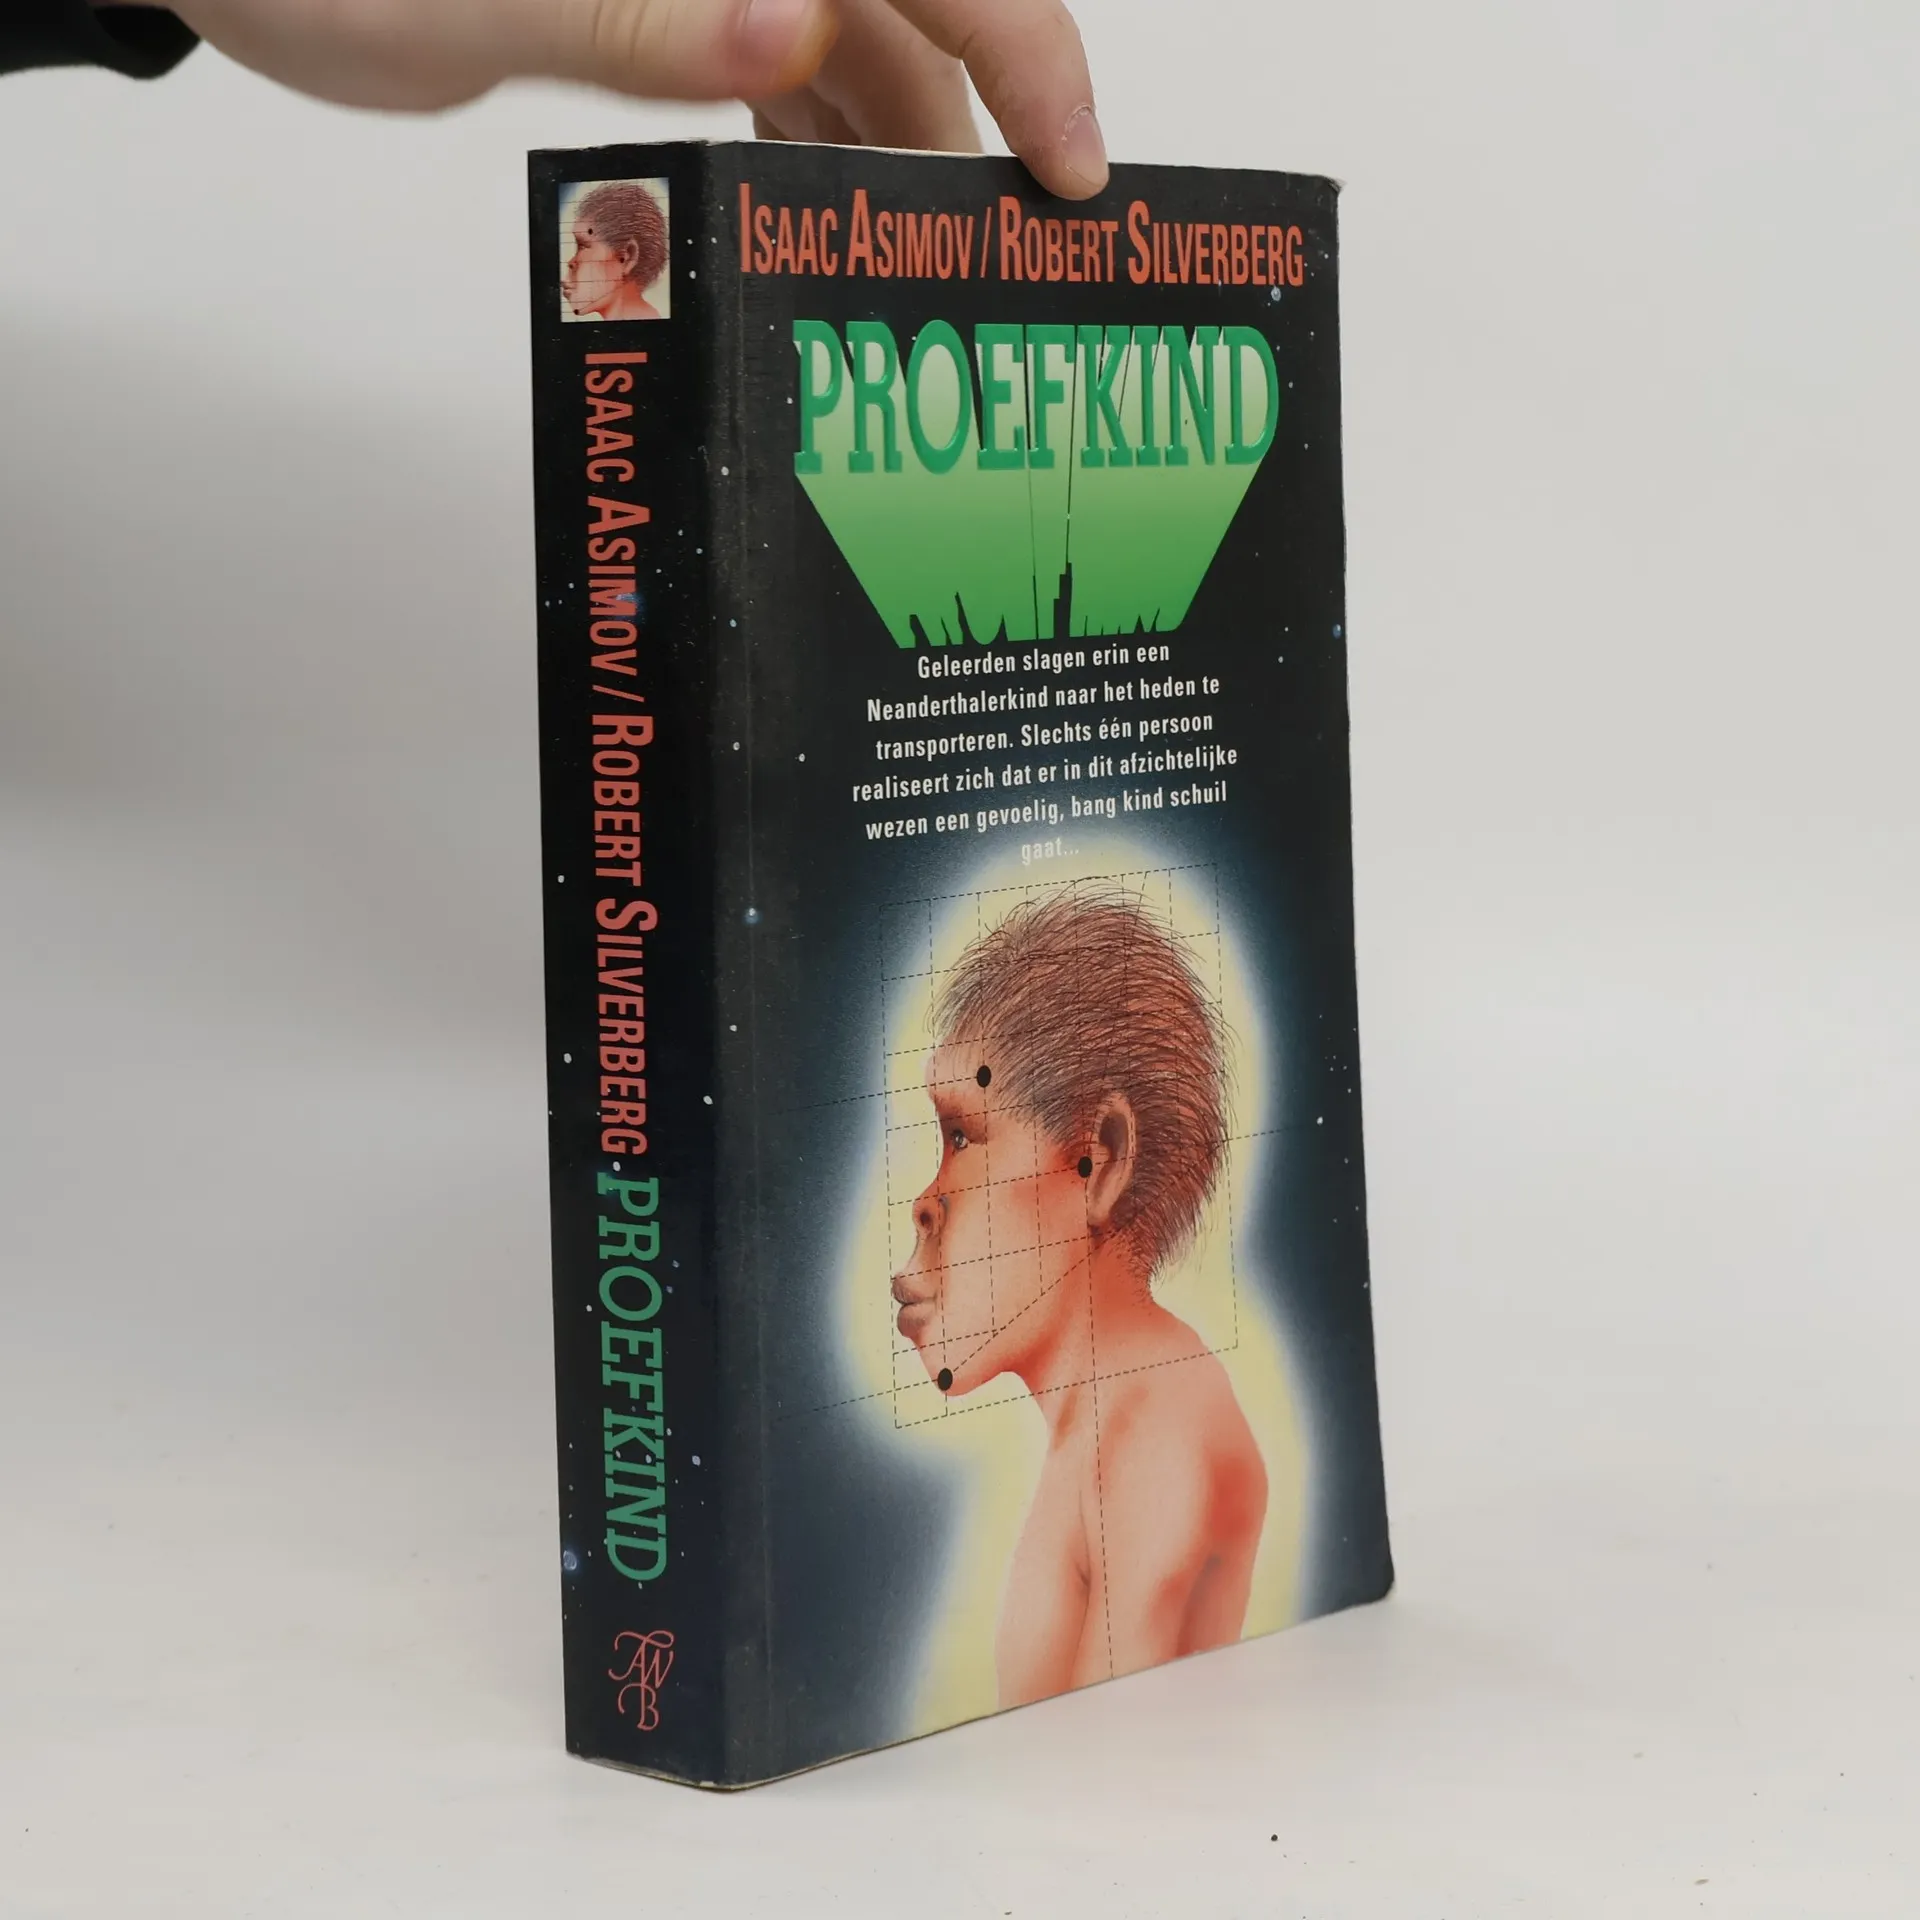 ISAAC ASIMOV / ROBERT SILVERBERG PROEFKIND
AWB
ISAAC ASIMOV / ROBERT SILVERBERG
PROEFKIND
Geleerden slagen erin een
Neanderthalerkind naar het heden te
transporteren. Slechts één persoon
realiseert zich dat er in dit afzichtelijke
wezen een gevoelig, bang kind schuil
gaat...